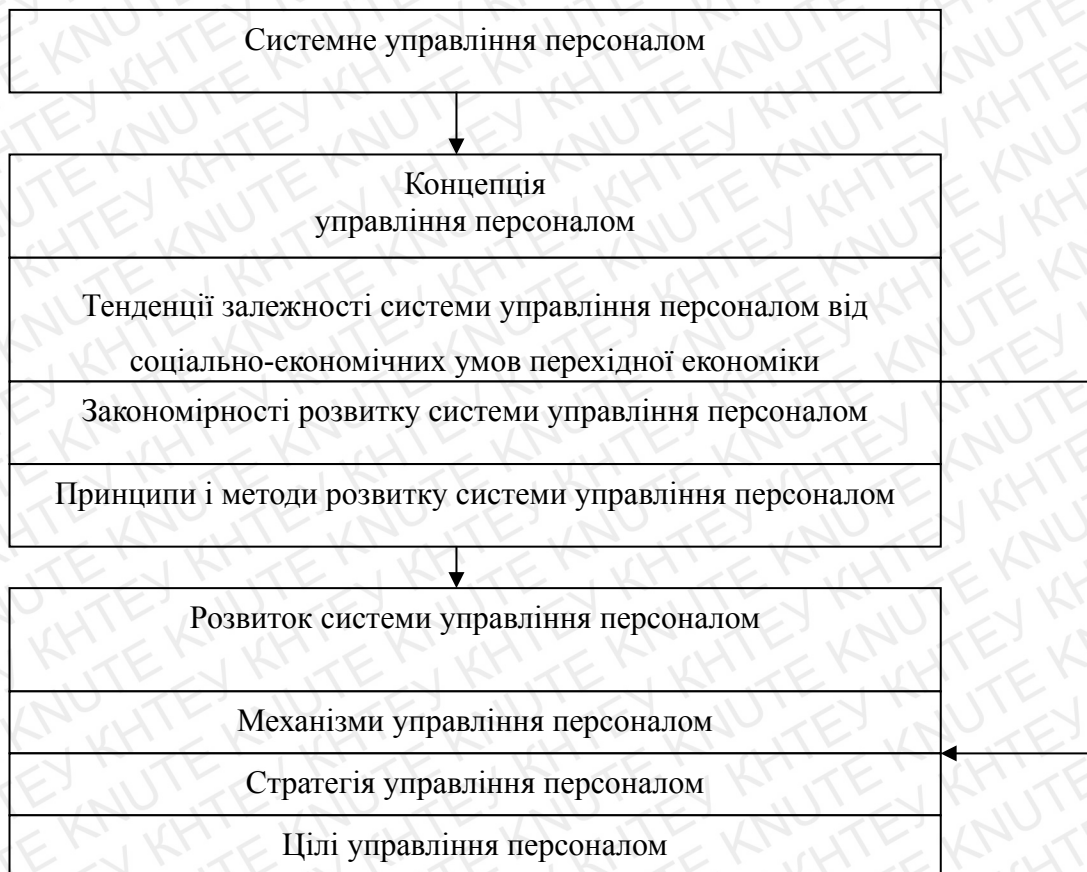 Системне управління персоналом
Концепція
управління персоналом
Тенденції залежності системи управління персоналом від
соціально-економічних умов перехідної економіки
Закономірності розвитку системи управління персоналом
Принципи і методи розвитку системи управління персоналом
Розвиток системи управління персоналом
Механізми управління персоналом
Стратегія управління персоналом
Цілі управління персоналом